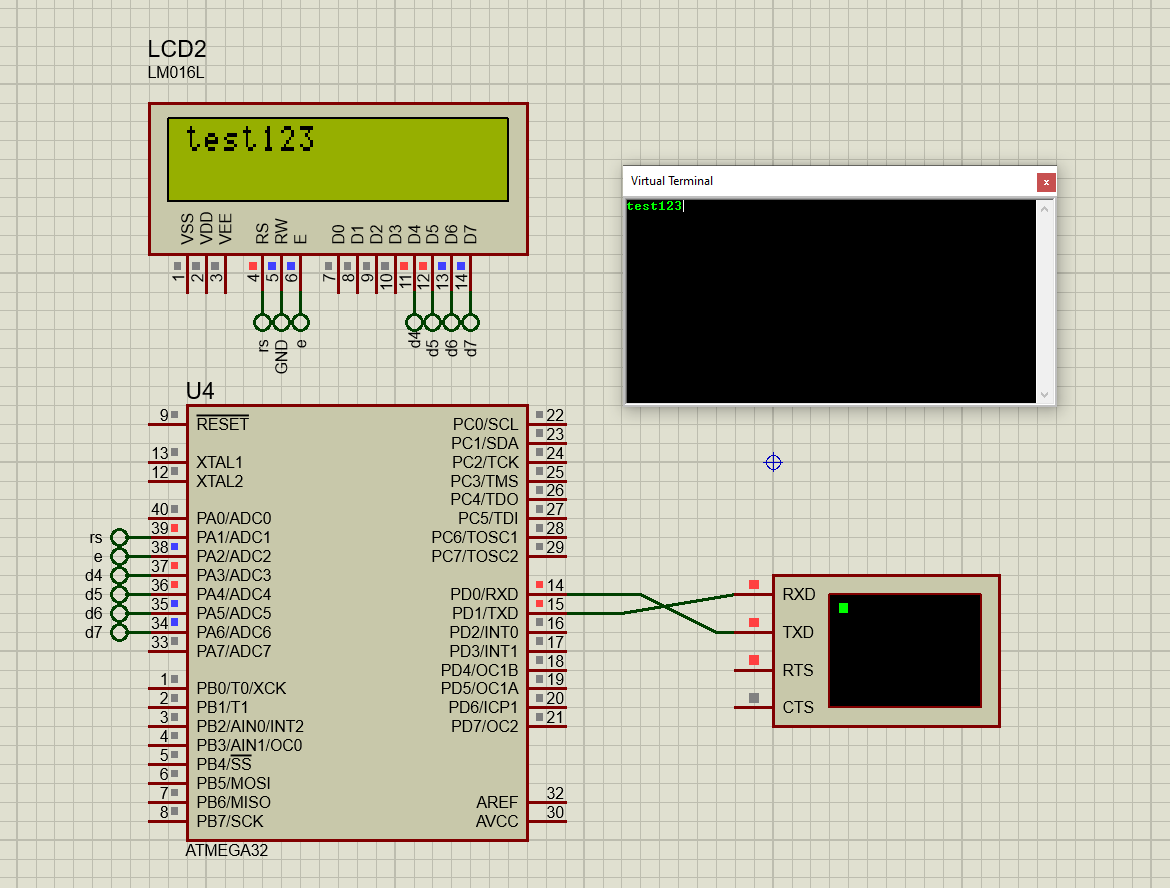 LCD2
LM016L
test123
VSS VDD VEE RS RW E D0 D1 D2 D3 D4 D5 D6 D7
1 2 3 4 5 6 7 8 9 10 11 12 13 14
rs GND e d4 d5 d6 d7
Virtual Terminal
test123
U4
9 RESET PC0/SCL 22
PC1/SDA 23
13 XTAL1 PC2/TCK 24
12 XTAL2 PC3/TMS 25
PC4/TDO 26
40 PA0/ADC0 PC5/TDI 27
rs 39 PA1/ADC1 PC6/TOSC1 28
e 38 PA2/ADC2 PC7/TOSC2 29
d4 37 PA3/ADC3
d5 36 PA4/ADC4 PD0/RXD 14
d6 35 PA5/ADC5 PD1/TXD 15
d7 34 PA6/ADC6 PD2/INT0 16
33 PA7/ADC7 PD3/INT1 17
PD4/OC1B 18
1 PB0/T0/XCK PD5/OC1A 19
2 PB1/T1 PD6/ICP1 20
3 PB2/AIN0/INT2 PD7/OC2 21
4 PB3/AIN1/OC0
5 PB4/SS
6 PB5/MOSI
7 PB6/MISO AREF 32
8 PB7/SCK AVCC 30
ATMEGA32
RXD
TXD
RTS
CTS